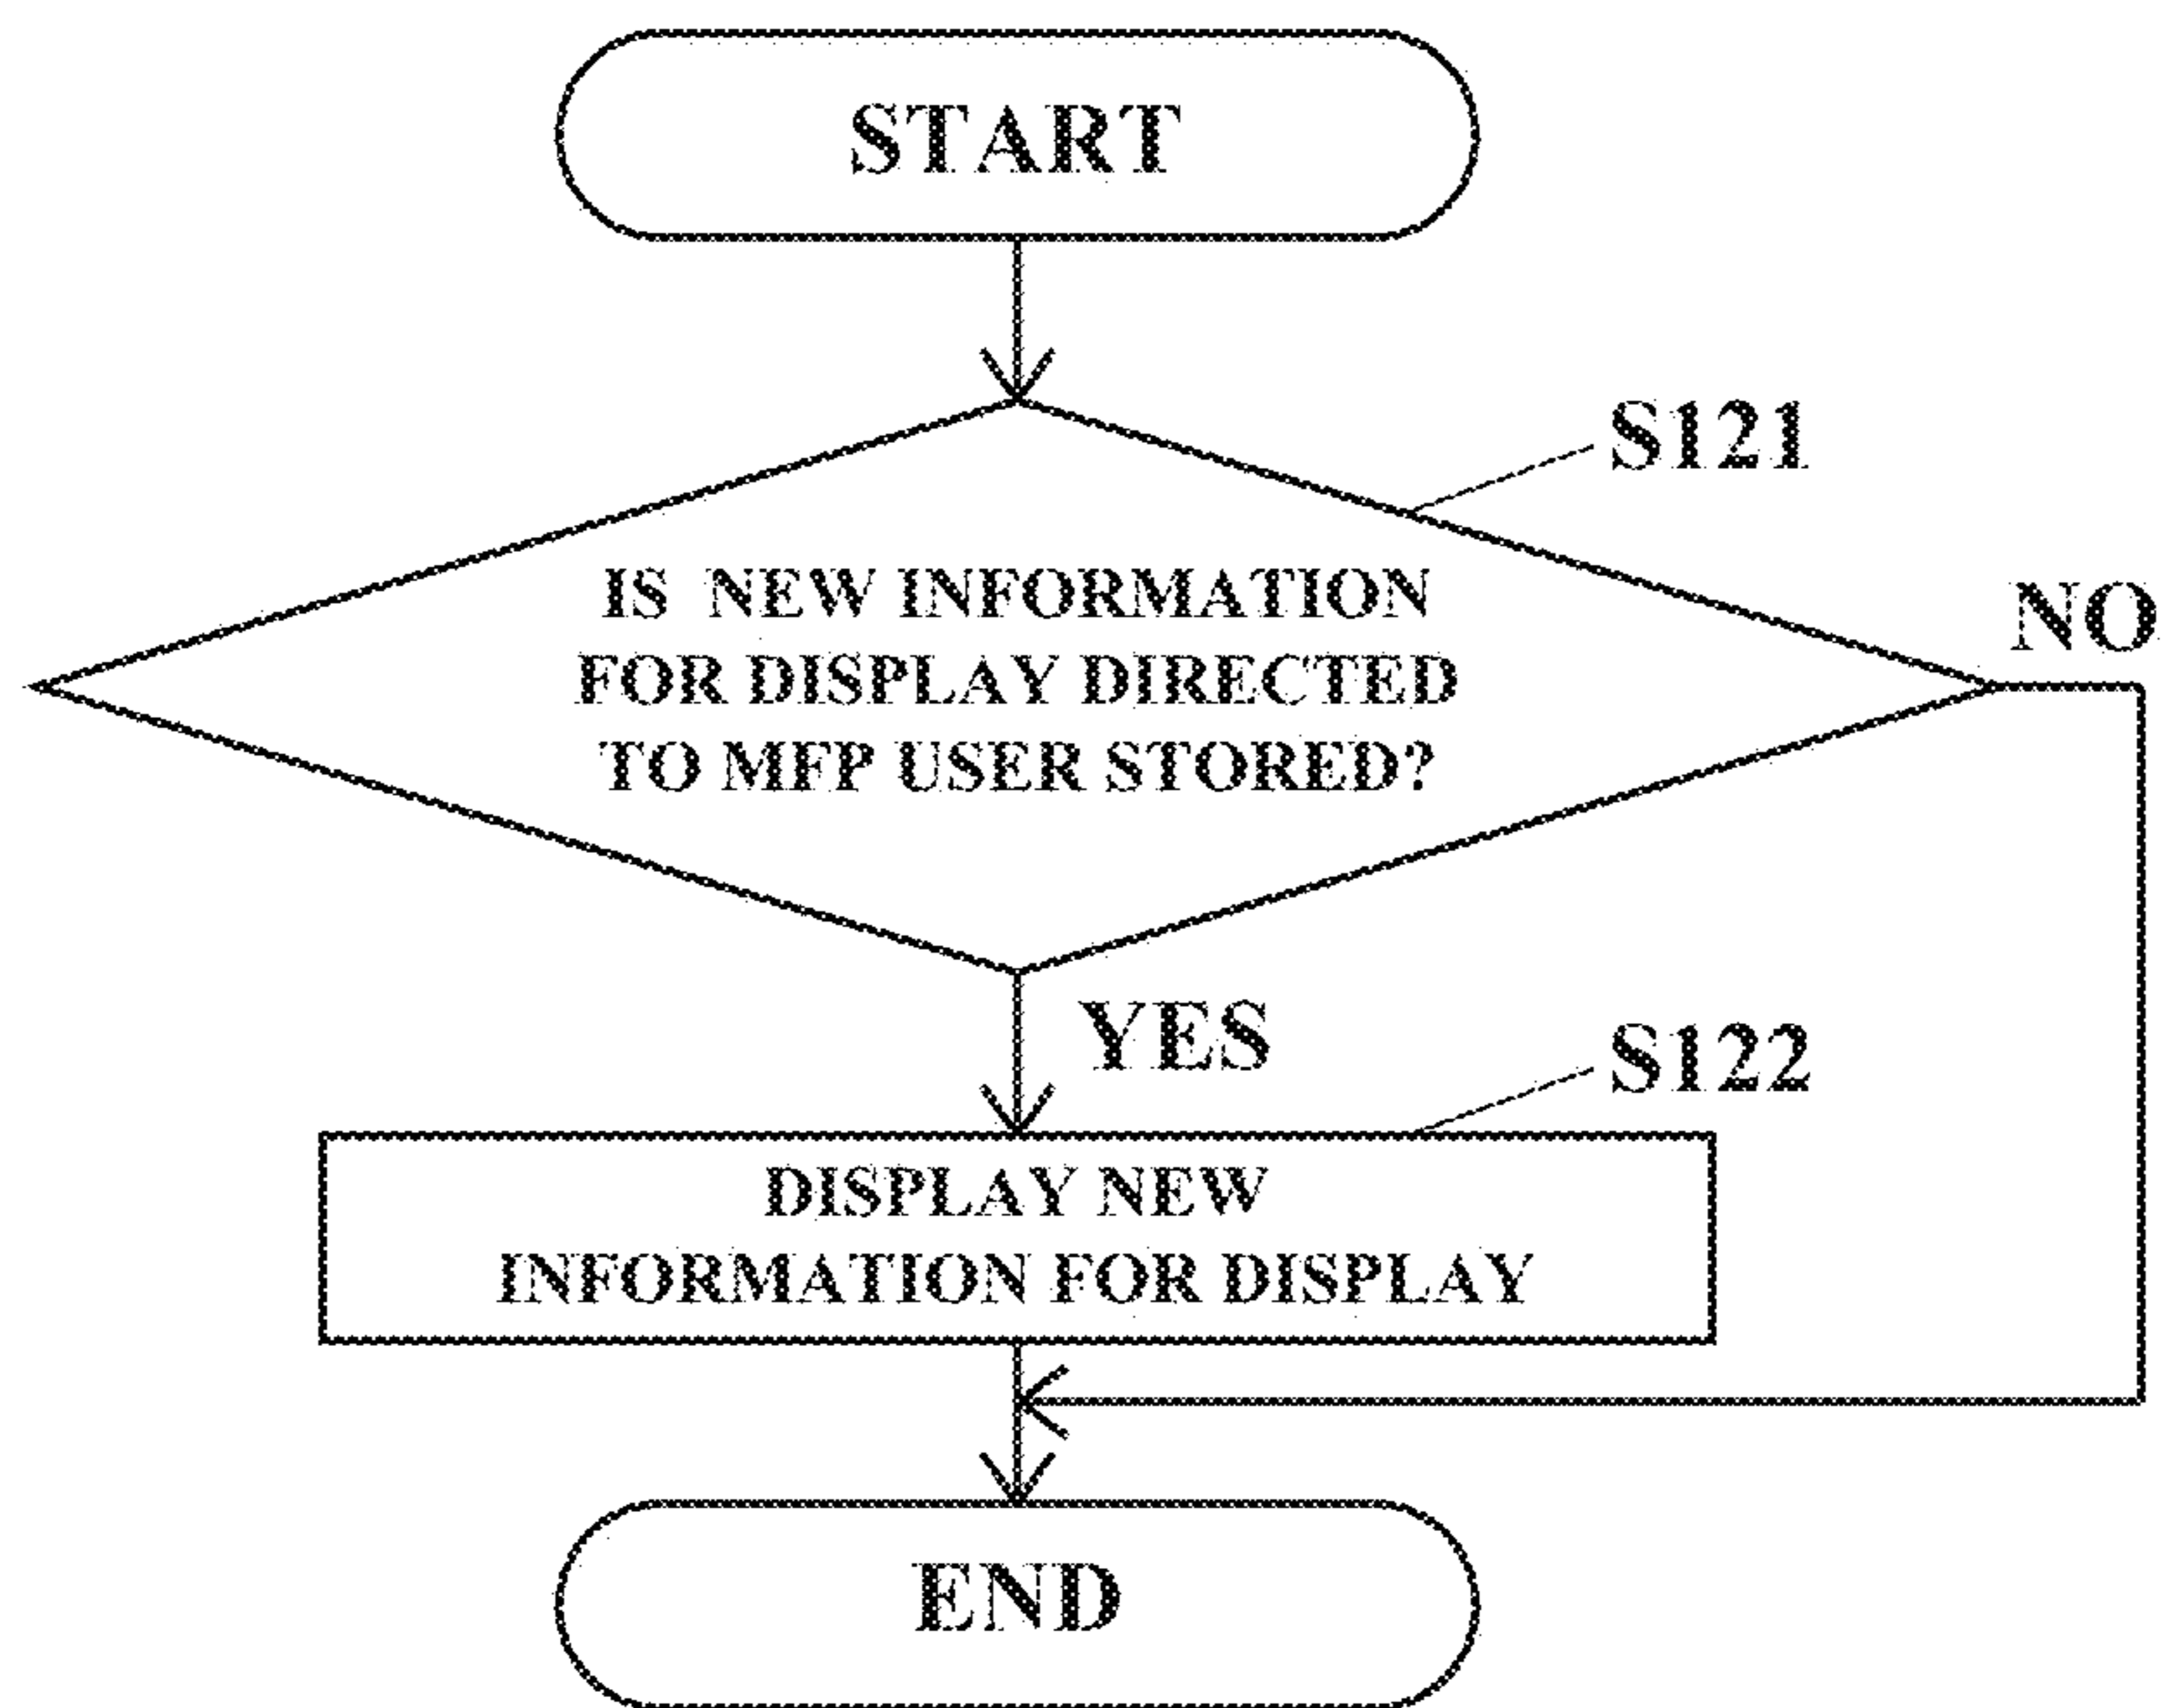 START
S121
IS NEW INFORMATION
FOR DISPLAY DIRECTED
TO MFP USER STORED?
NO
YES
S122
DISPLAY NEW
INFORMATION FOR DISPLAY
END